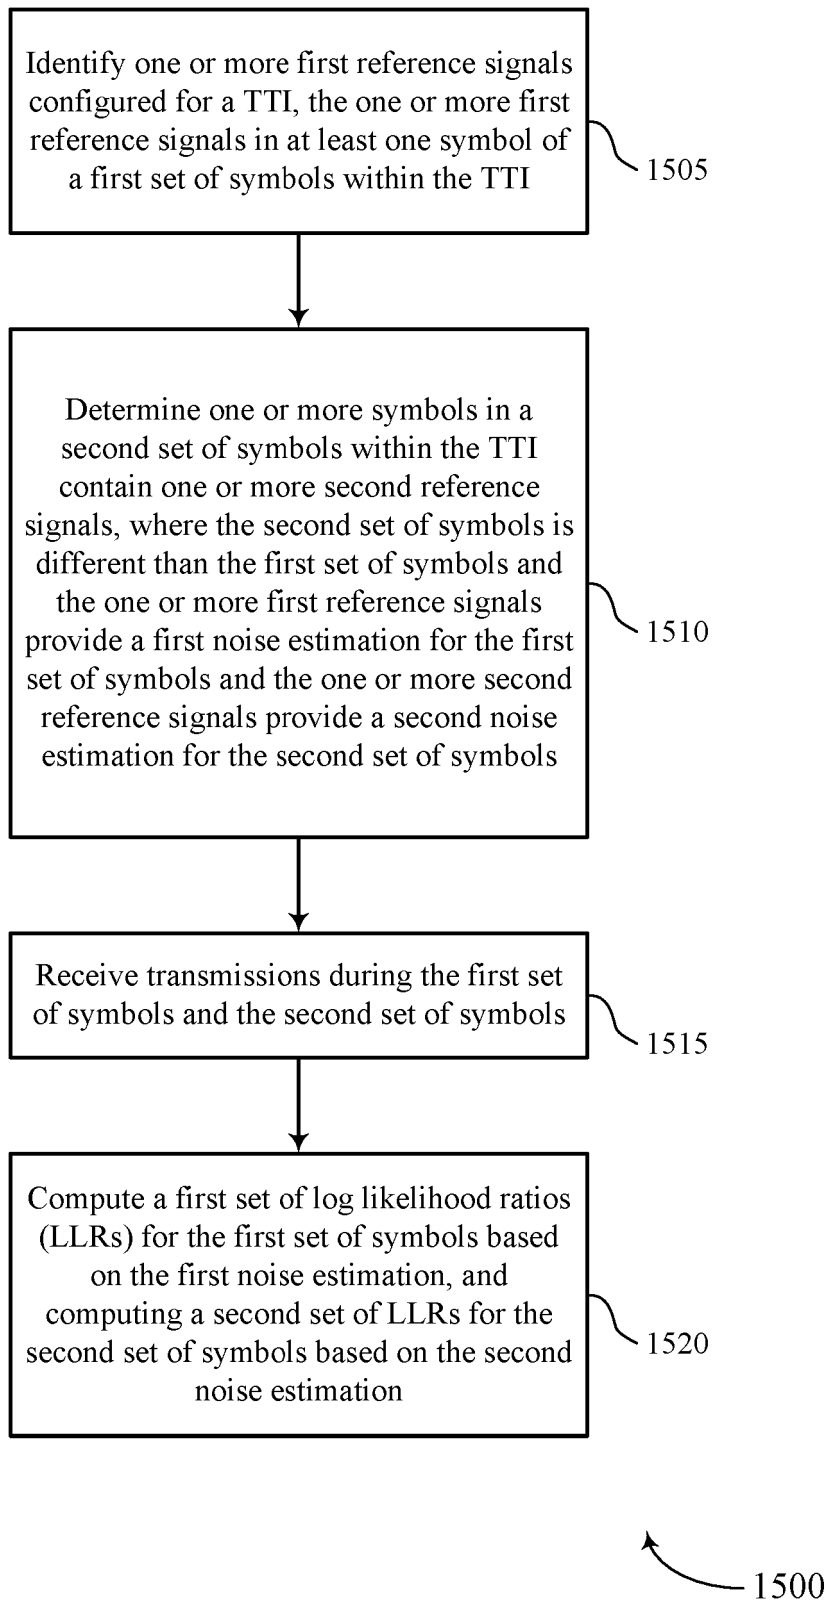 Identify one or more first reference signals
configured for a TTI, the one or more first
reference signals in at least one symbol of
a first set of symbols within the TTI
1505
Determine one or more symbols in a
second set of symbols within the TTI
contain one or more second reference
signals, where the second set of symbols is
different than the first set of symbols and
the one or more first reference signals
provide a first noise estimation for the first
set of symbols and the one or more second
reference signals provide a second noise
estimation for the second set of symbols
1510
Receive transmissions during the first set
of symbols and the second set of symbols
1515
Compute a first set of log likelihood ratios
(LLRs) for the first set of symbols based
on the first noise estimation, and
computing a second set of LLRs for the
second set of symbols based on the second
noise estimation
1520
1500